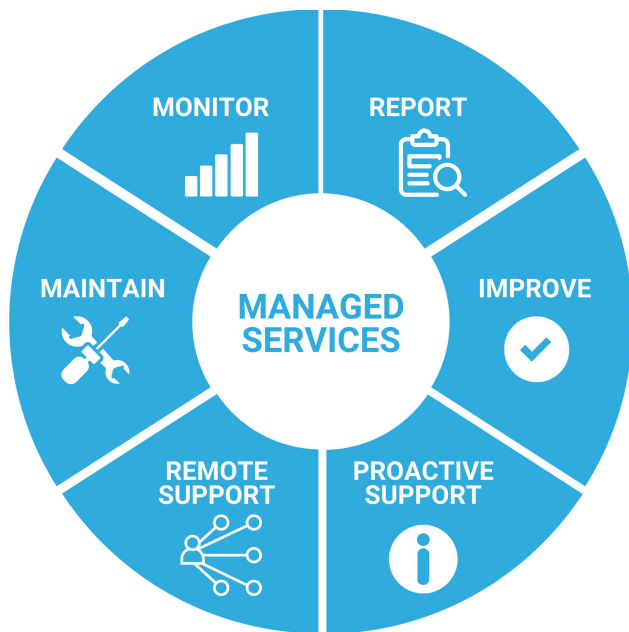 MONITOR
REPORT
MAINTAIN
MANAGED
SERVICES
IMPROVE
REMOTE
SUPPORT
PROACTIVE
SUPPORT